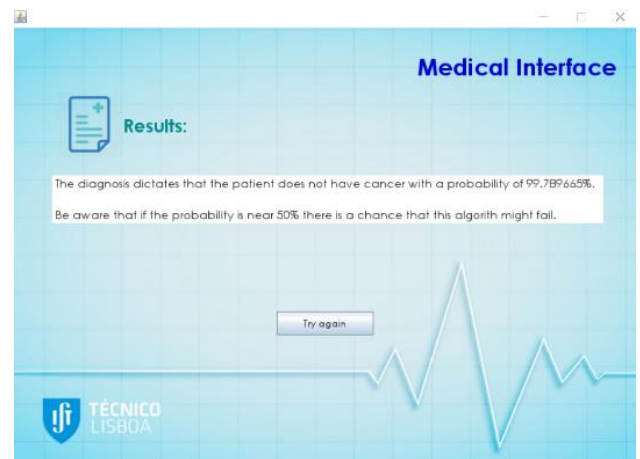 Medical Interface
Results:
The diagnosis dictates that the patient does not have cancer with a probability of 99.789665%.
Be aware that if the probability is near 50% there is a chance that this algorith might fail.
Try again
TÉCNICO
LISBOA